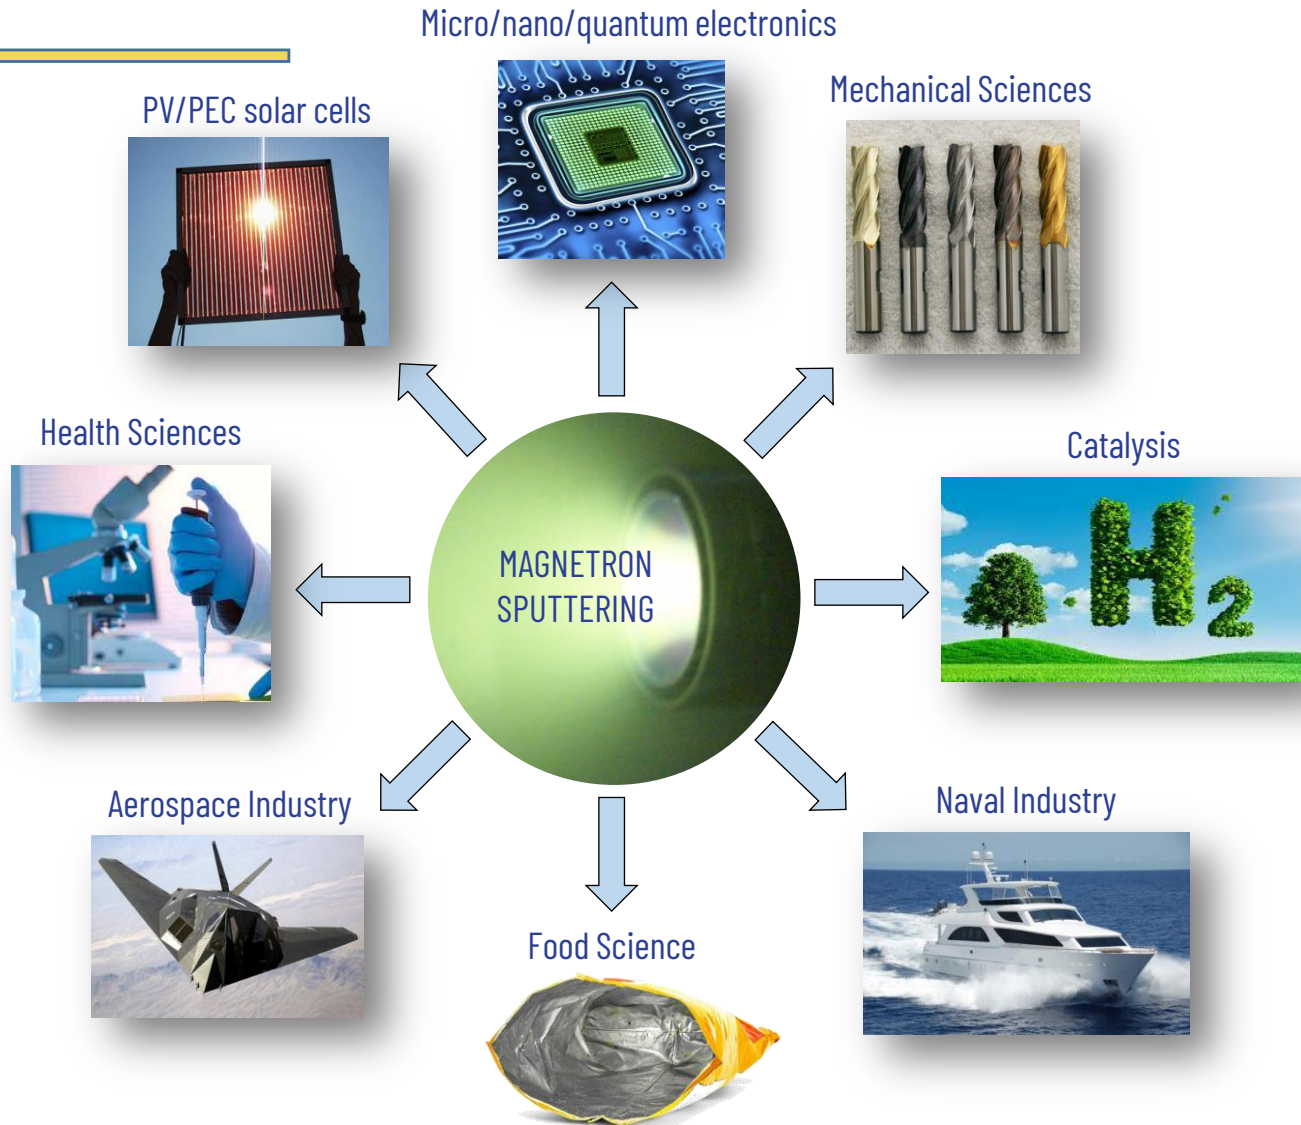 Micro/nano/quantum electronics
PV/PEC solar cells
Mechanical Sciences
Health Sciences
Catalysis
H2
MAGNETRON
SPUTTERING
Aerospace Industry
Naval Industry
Food Science